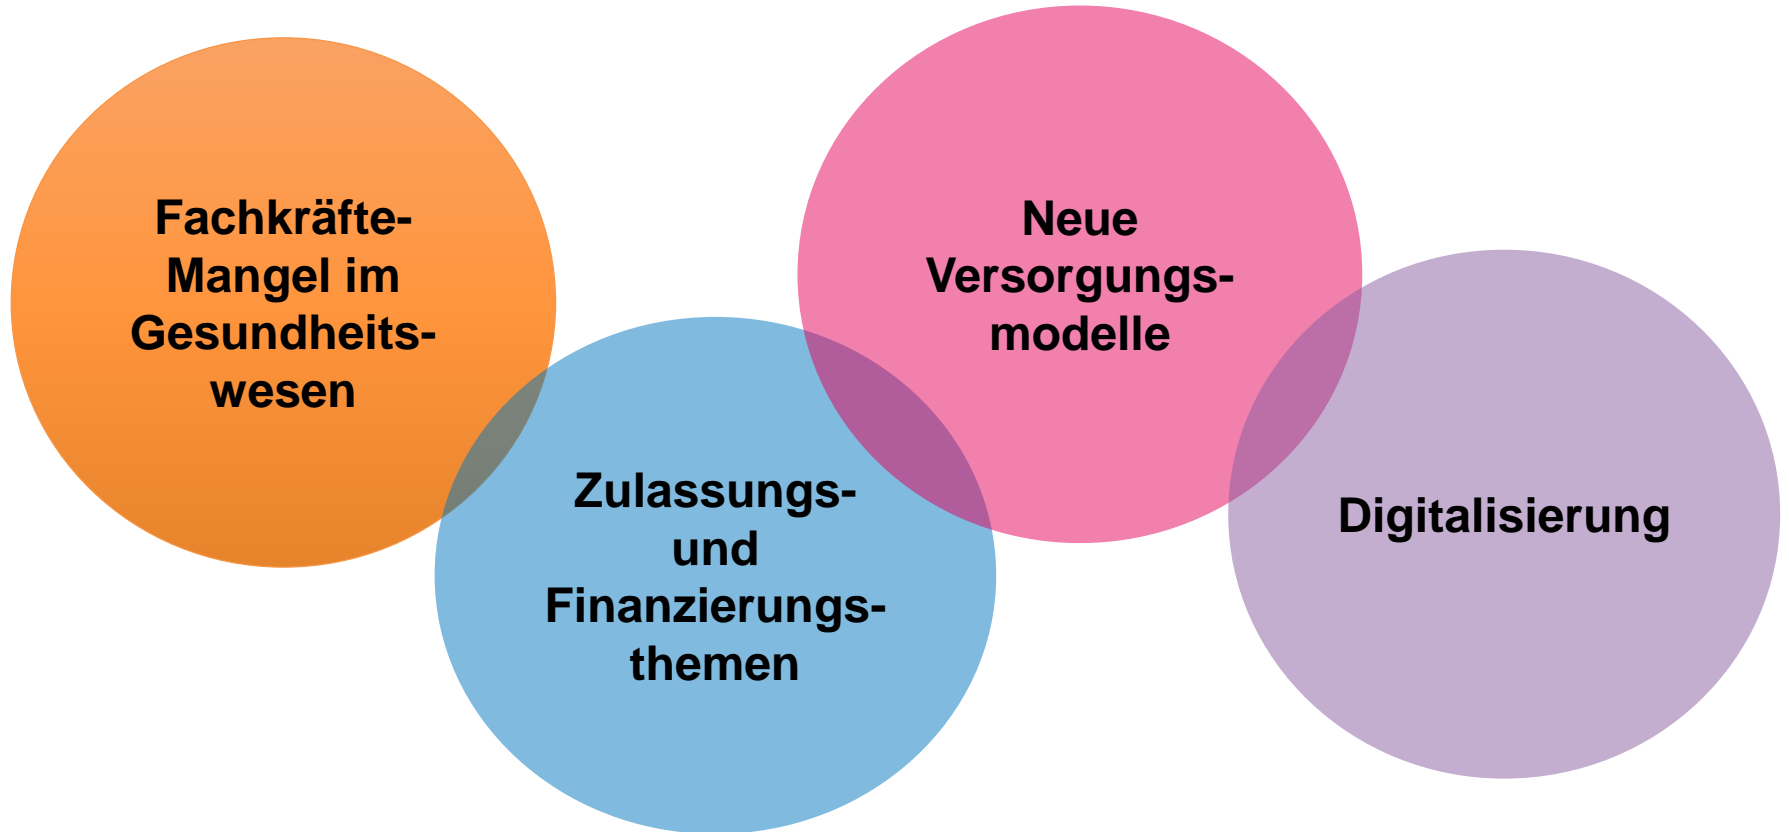 Fachkräfte-
Mangel im
Gesundheits-
wesen
Zulassungs-
und
Finanzierungs-
themen
Neue
Versorgungs-
modelle
Digitalisierung